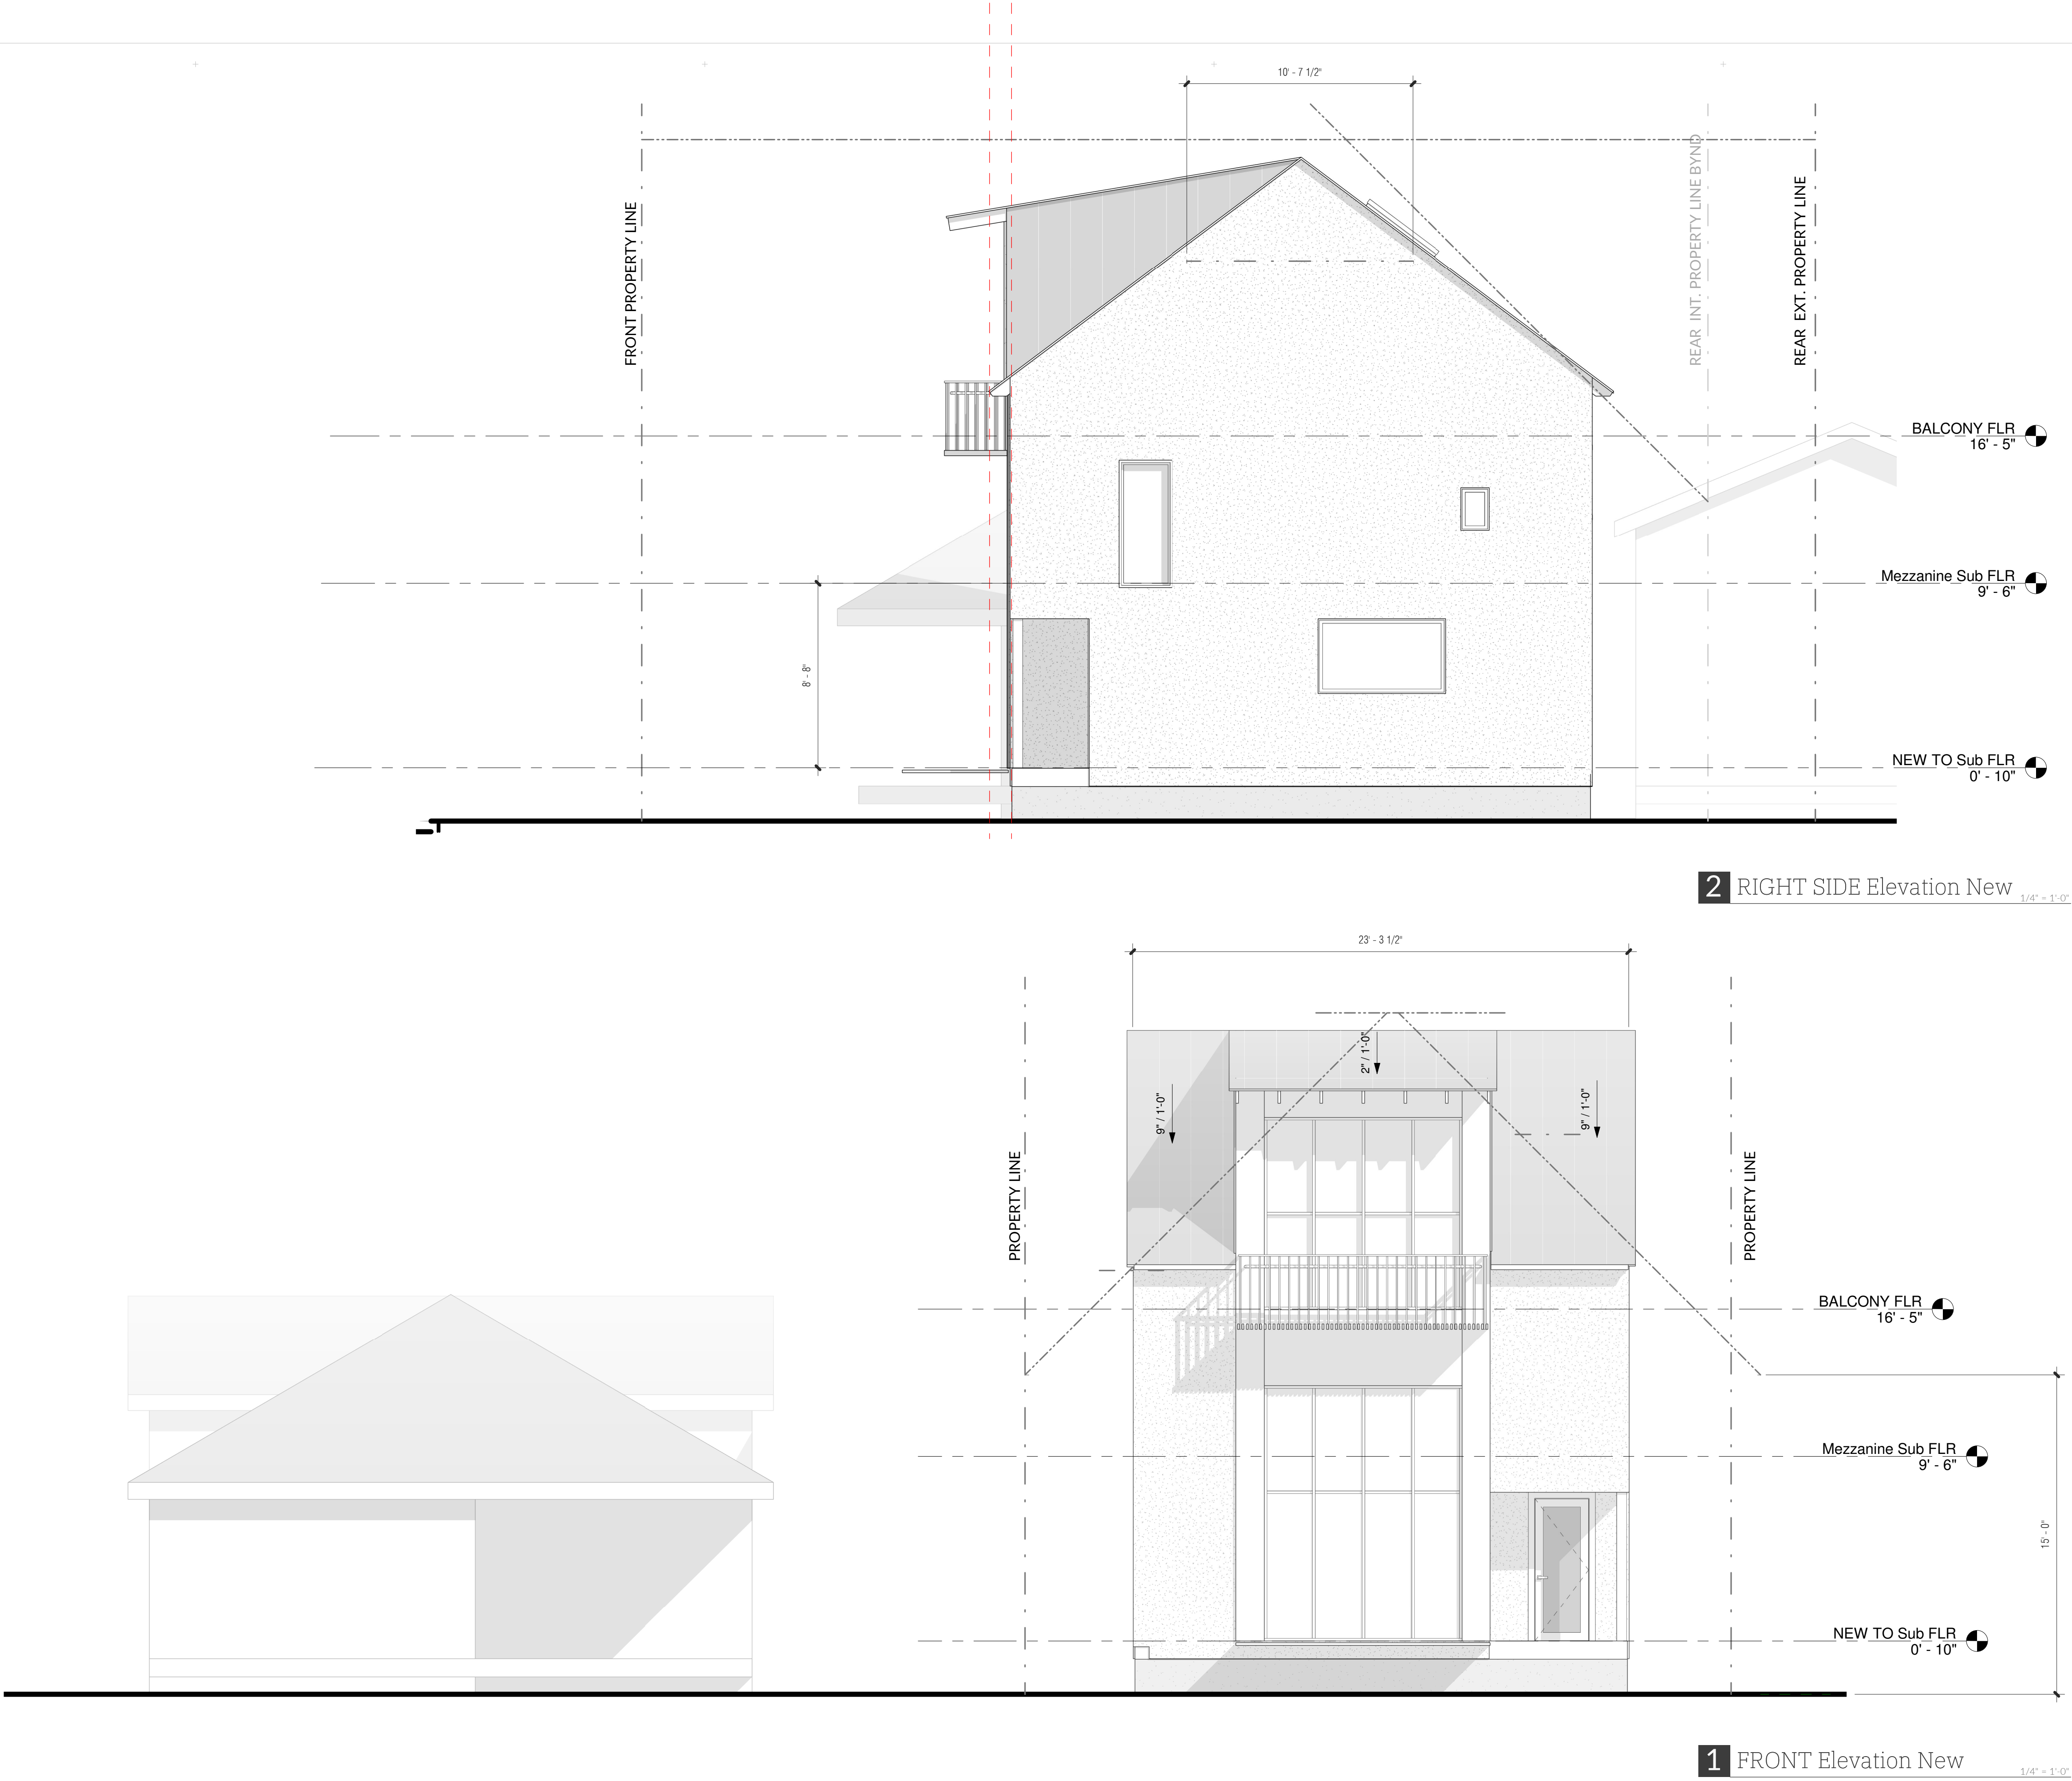 10' - 7 1/2"
FRONT PROPERTY LINE
REAR INT. PROPERTY LINE BYND
REAR EXT. PROPERTY LINE
BALCONY FLR
16' - 5"
Mezzanine Sub FLR
9' - 6"
8' - 8"
NEW TO Sub FLR
0' - 10"
2 RIGHT SIDE Elevation New
1/4" = 1'-0"
23' - 3 1/2"
2" / 1'-0"
9" / 1'-0"
9" / 1'-0"
PROPERTY LINE
PROPERTY LINE
BALCONY FLR
16' - 5"
Mezzanine Sub FLR
9' - 6"
15' - 0"
NEW TO Sub FLR
0' - 10"
1 FRONT Elevation New
1/4" = 1'-0"